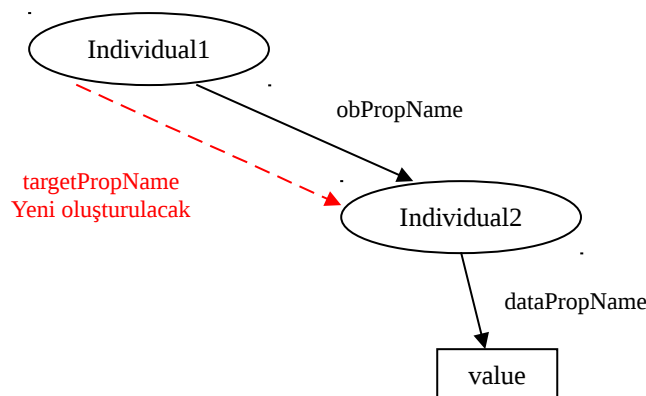 Individual1
obPropName
targetPropName
Yeni oluşturulacak
Individual2
dataPropName
value